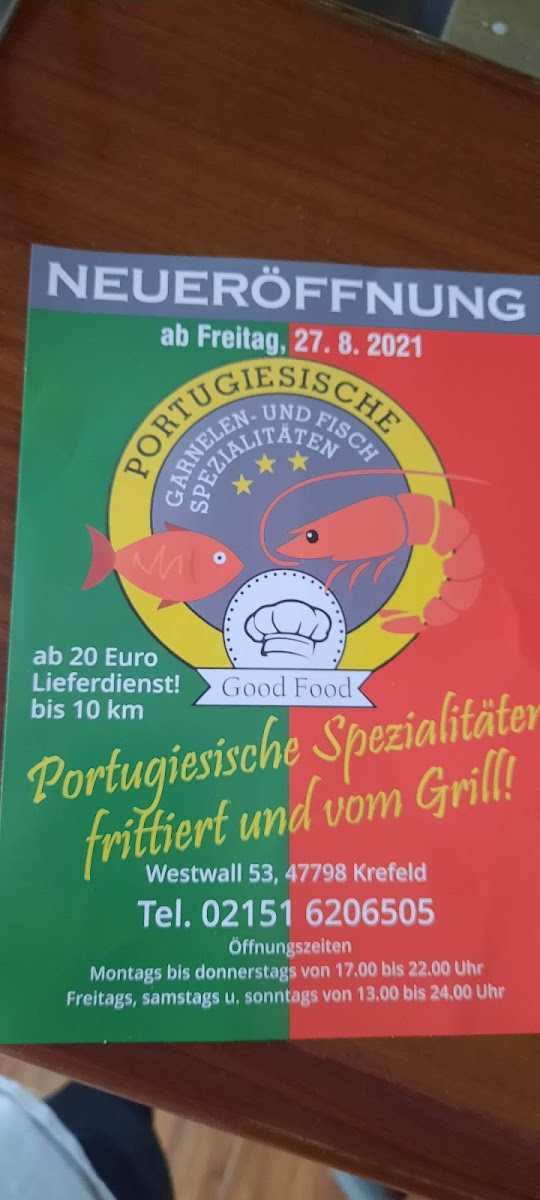 NEUERÖFFNUNG
ab Freitag, 27. 8. 2021
PORTUGIESISCHE
GARNELEN- UND FISCH
SPEZIALITÄTEN
Good Food
ab 20 Euro
Lieferdienst!
bis 10 km
Portugiesische Spezialitäten
frittiert und vom Grill!
Westwall 53, 47798 Krefeld
Tel. 02151 6206505
Öffnungszeiten
Montags bis donnerstags von 17.00 bis 22.00 Uhr
Freitags, samstags u. sonntags von 13.00 bis 24.00 Uhr